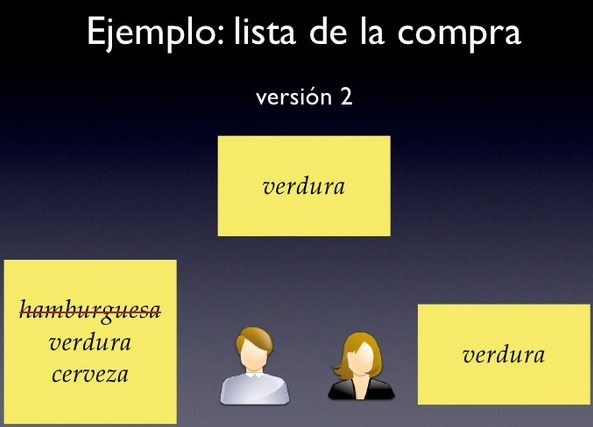 Ejemplo: lista de la compra
versión 2
verdura
hamburguesa
verdura
cerveza
verdura